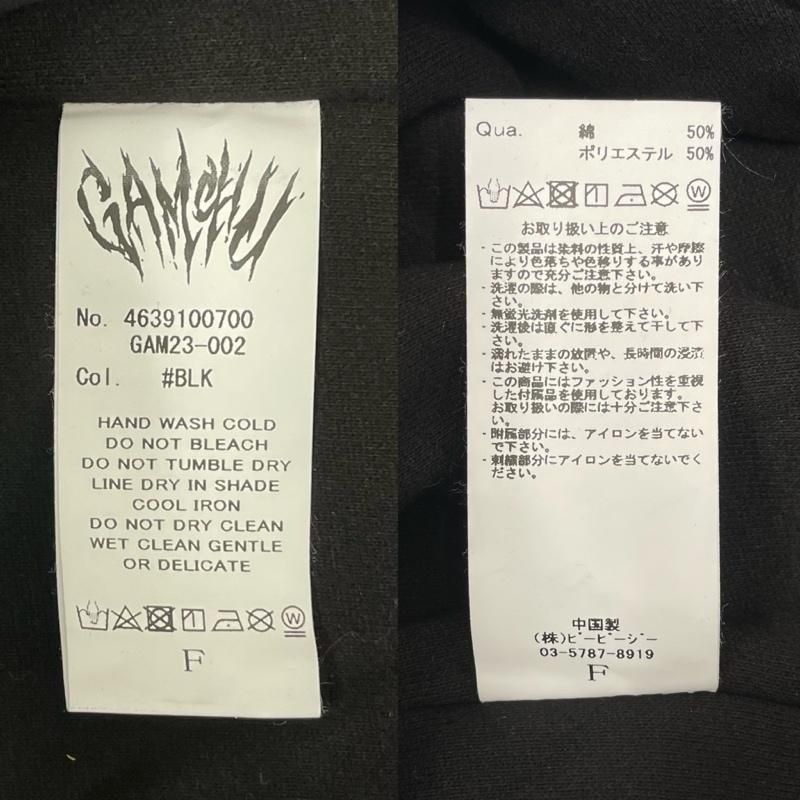 GAMCHU
No. 4639100700
GAM23-002
Col. #BLK
HAND WASH COLD
DO NOT BLEACH
DO NOT TUMBLE DRY
LINE DRY IN SHADE
COOL IRON
DO NOT DRY CLEAN
WET CLEAN GENTLE
OR DELICATE
W
F
Qua. 綿 50%
ポリエステル 50%
W
お取り扱い上のご注意
・この製品は染料の性質上、汗や摩擦
により色落ちや色移りする事があり
ますので充分ご注意下さい。
・洗濯の際は、他の物と分けて洗い下
さい。
・無蛍光洗剤を使用して下さい。
・洗濯後は直ぐに形を整えて干して下
さい。
・濡れたままの放置や、長時間の浸漬
はお避け下さい。
・この商品にはファッション性を重視
した付属品を使用しております。
お取り扱いの際には十分ご注意下さ
い。
・附属部分には、アイロンを当てない
で下さい。
・刺繍部分にアイロンを当てないでく
ださい。
中国製
(株)ビーピージー
03-5787-8919
F